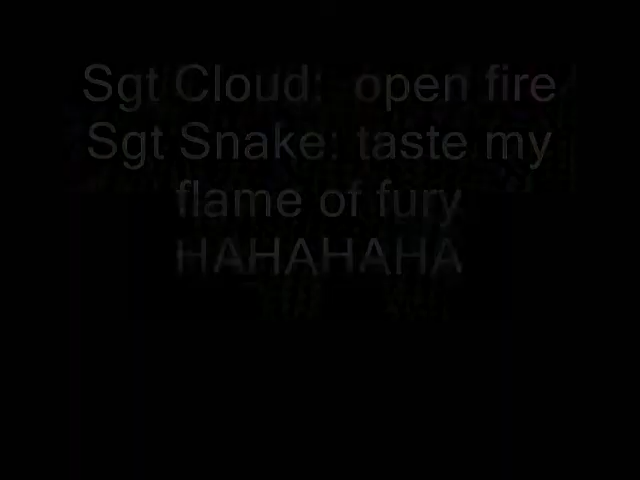 Sgt Cloud:  open fire
Sgt Snake: taste my
flame of fury
HAHAHAHA